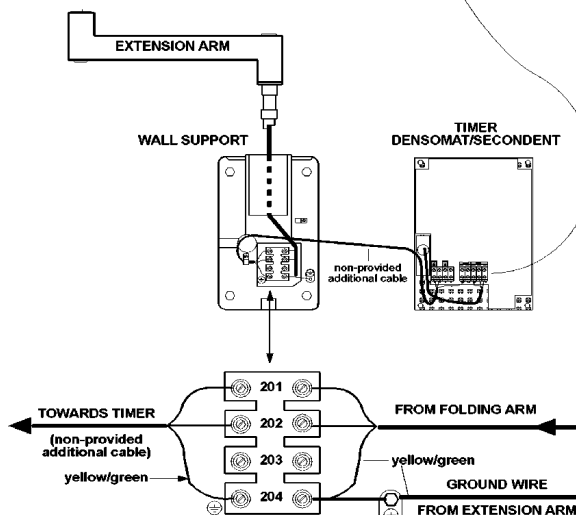 EXTENSION ARM
WALL SUPPORT
TIMER
DENSOMAT/SECONDENT
non-provided
additional cable
201
TOWARDS TIMER
FROM FOLDING ARM
202
(non-provided
additional cable)
203
yellow/green
yellow/green
204
GROUND WIRE
FROM EXTENSION ARM